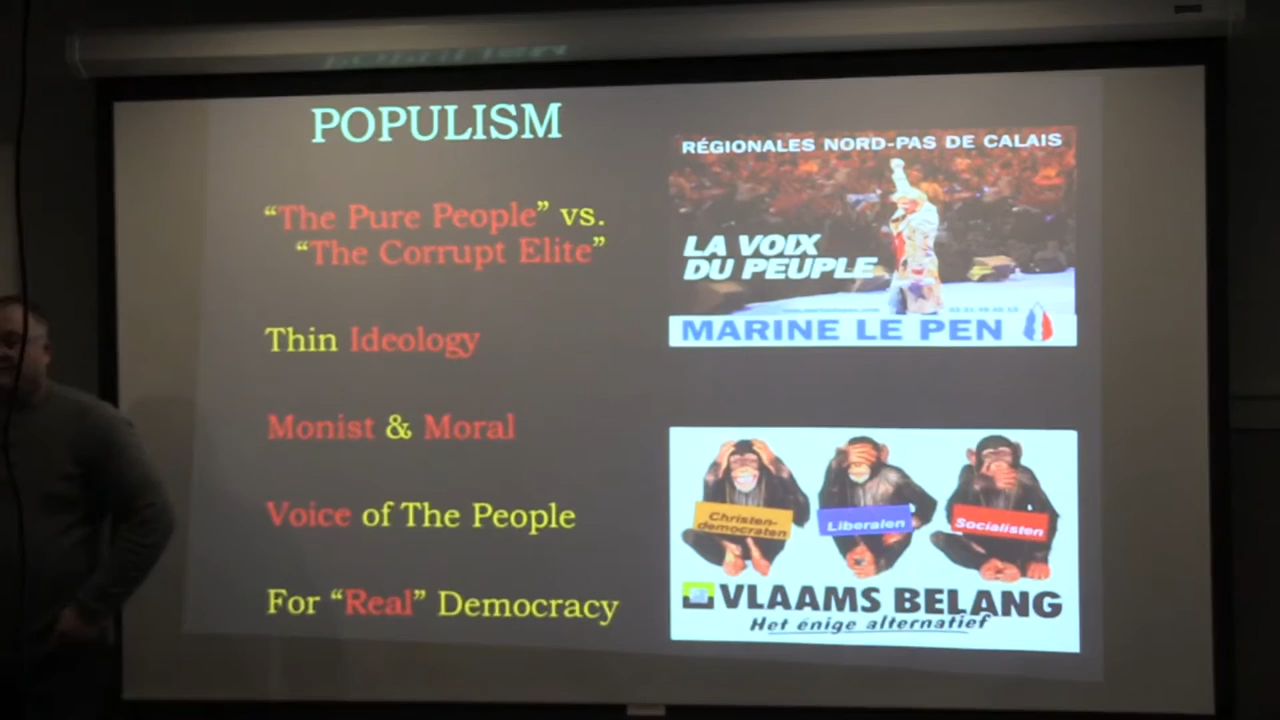 POPULISM
“The Pure People” vs.
“The Corrupt Elite”
Thin Ideology
Monist & Moral
Voice of The People
For “Real” Democracy
RÉGIONALES NORD-PAS DE CALAIS
LA VOIX
DU PEUPLE
MARINE LE PEN
Christen-
democraten
Liberalen
Socialisten
VLAAMS BELANG
Het enige alternatief